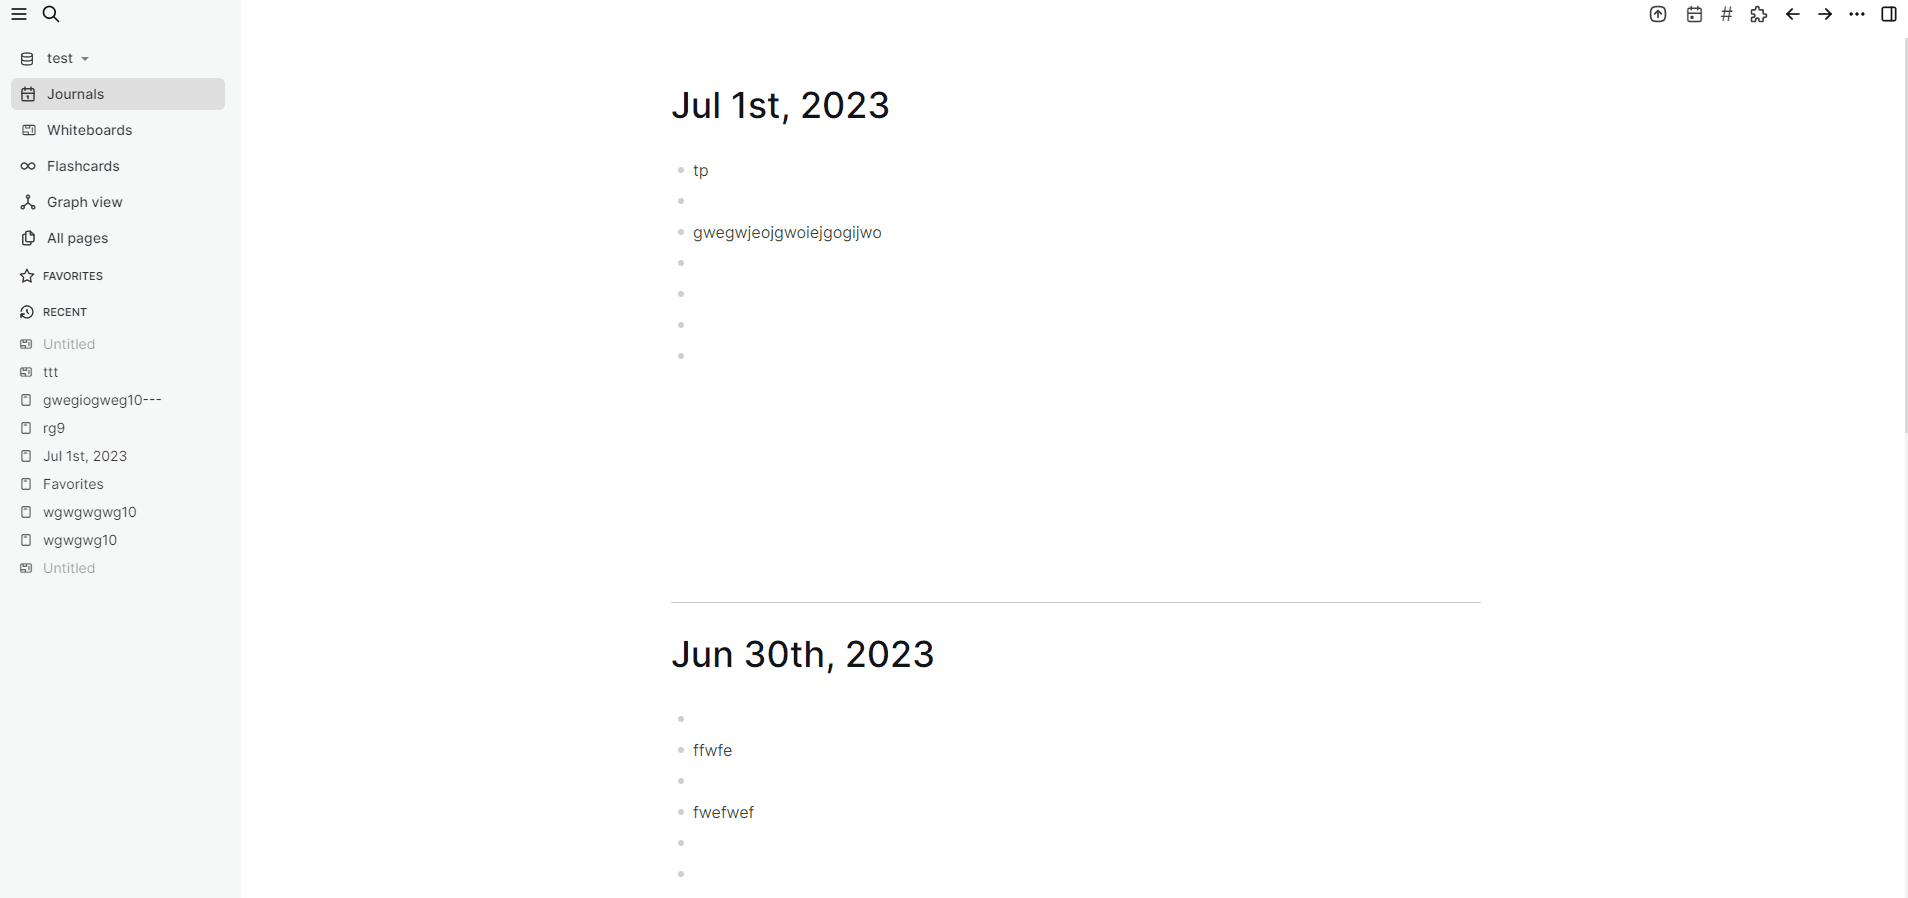 test
Journals
Whiteboards
Flashcards
Graph view
All pages
FAVORITES
RECENT
Untitled
ttt
gwegiogweg10---
rg9
Jul 1st, 2023
Favorites
wgwgwgwg10
wgwgwg10
Untitled
#
Jul 1st, 2023
tp
gwegwjeojgwoiejgogijwo
Jun 30th, 2023
ffwfe
fwefwef